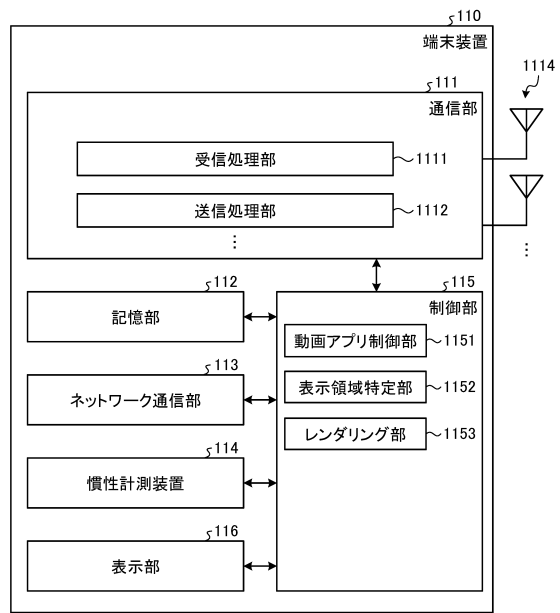 110
端末装置
1114
111
通信部
受信処理部
1111
送信処理部
1112
…
…
112
記憶部
115
制御部
動画アプリ制御部
1151
113
ネットワーク通信部
表示領域特定部
1152
レンダリング部
1153
114
慣性計測装置
116
表示部